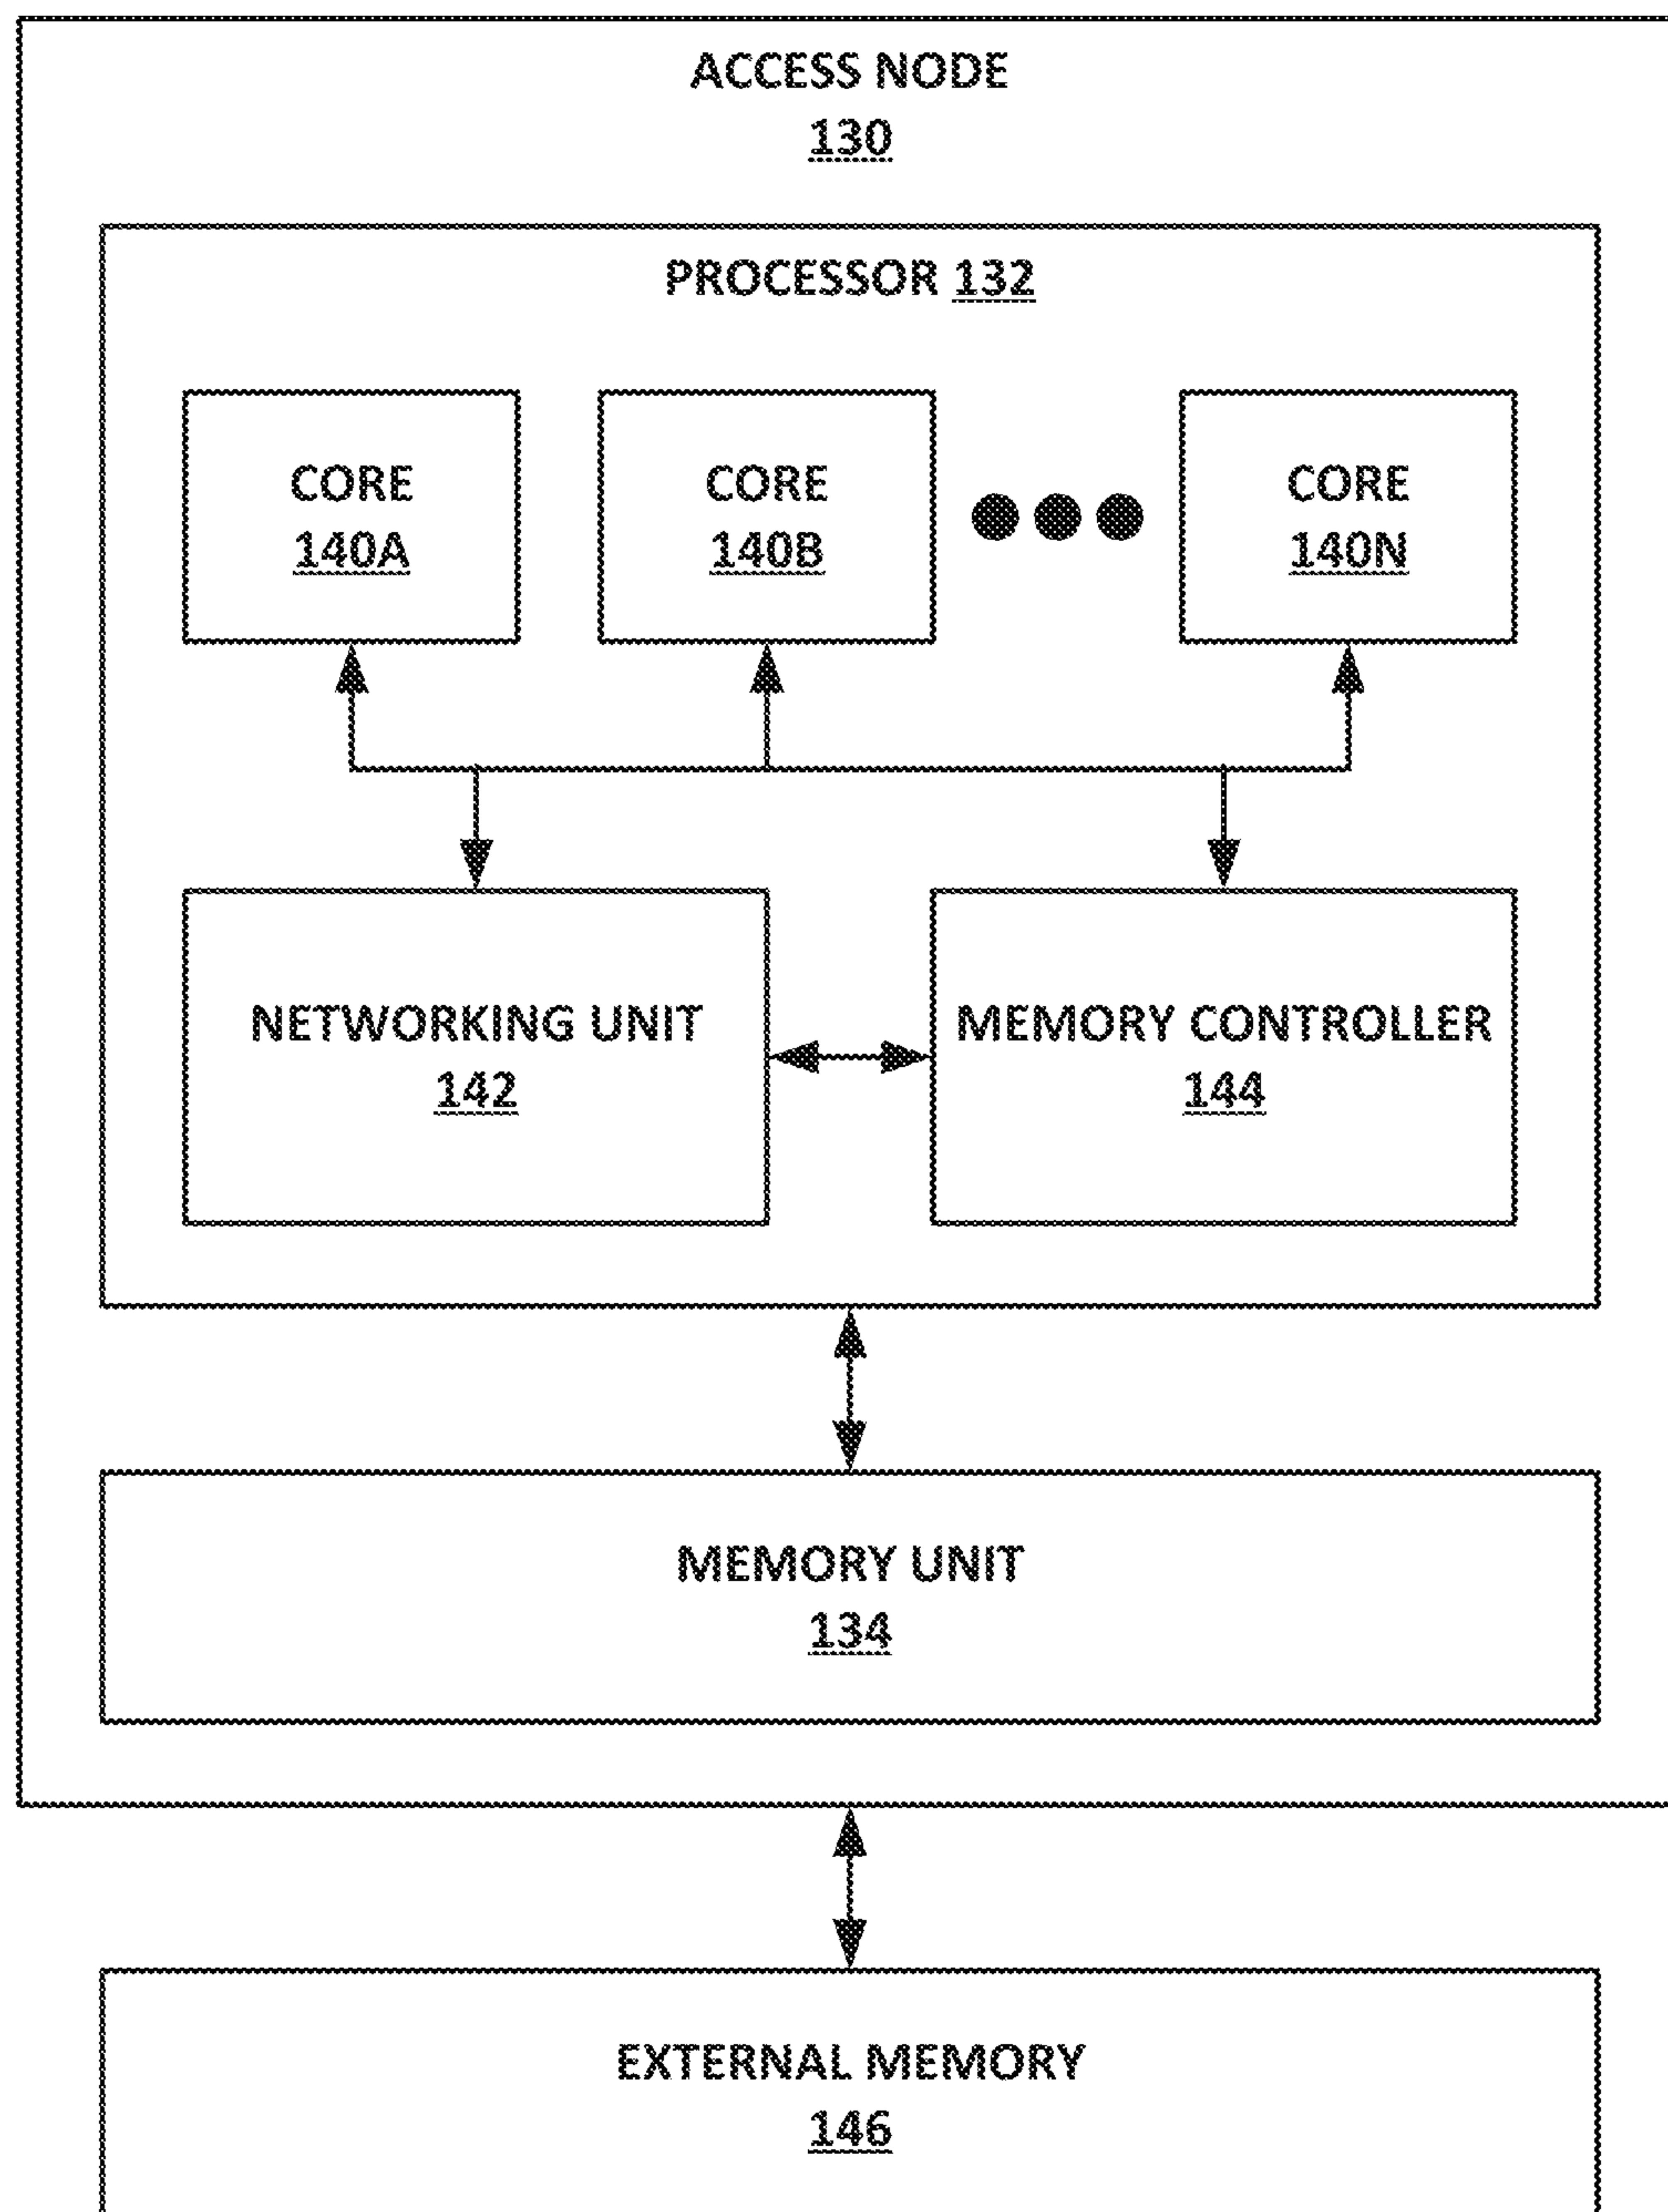 ACCESS NODE
130
PROCESSOR 132
CORE
140A
CORE
140B
CORE
140N
NETWORKING UNIT
142
MEMORY CONTROLLER
144
MEMORY UNIT
134
EXTERNAL MEMORY
146